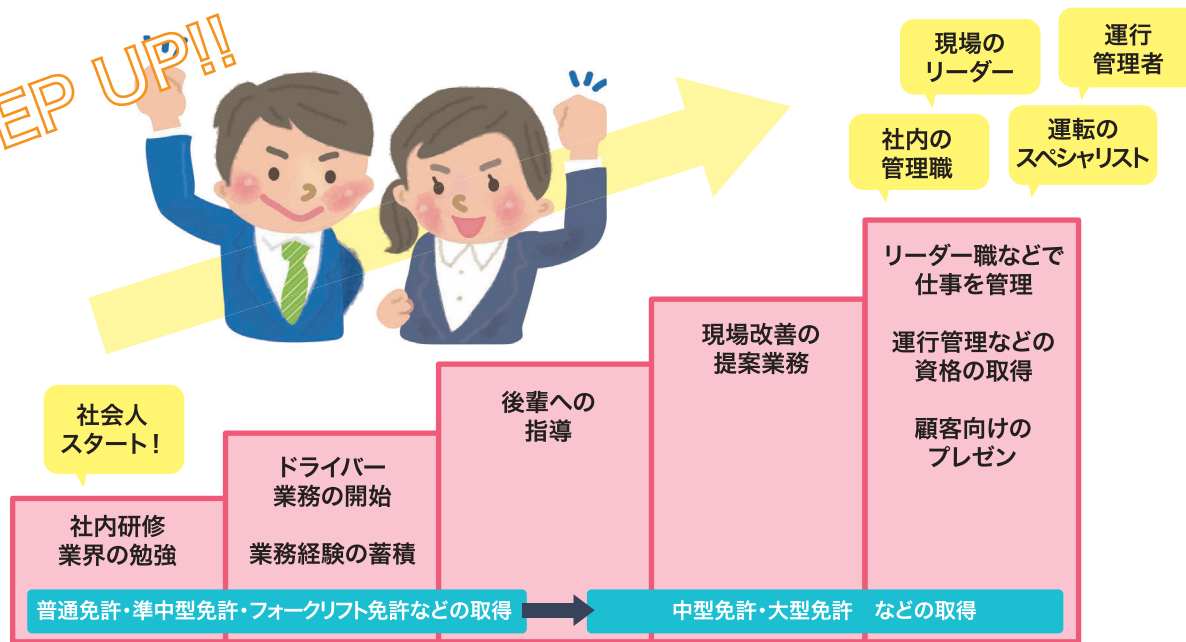 EP UP!!
現場の
リーダー
運行
管理者
社内の
管理職
運転の
スペシャリスト
社会人
スタート！
社内研修
業界の勉強
ドライバー
業務の開始
業務経験の蓄積
後輩への
指導
現場改善の
提案業務
リーダー職などで
仕事を管理
運行管理などの
資格の取得
顧客向けの
プレゼン
普通免許・準中型免許・フォークリフト免許などの取得
中型免許・大型免許　などの取得